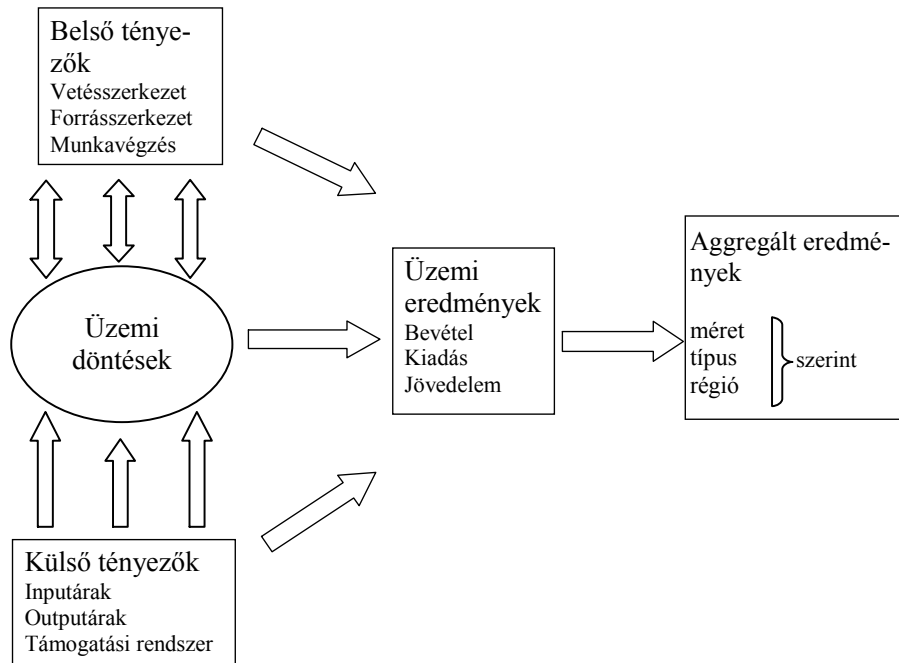 Belső ténye-
zők
Vetésszerkezet
Forrásszerkezet
Munkavégzés
Üzemi
döntések
Külső tényezők
Inputárak
Outputárak
Támogatási rendszer
Üzemi
eredmények
Bevétel
Kiadás
Jövedelem
Aggregált eredmé-
nyek
méret
típus
régió
szerint